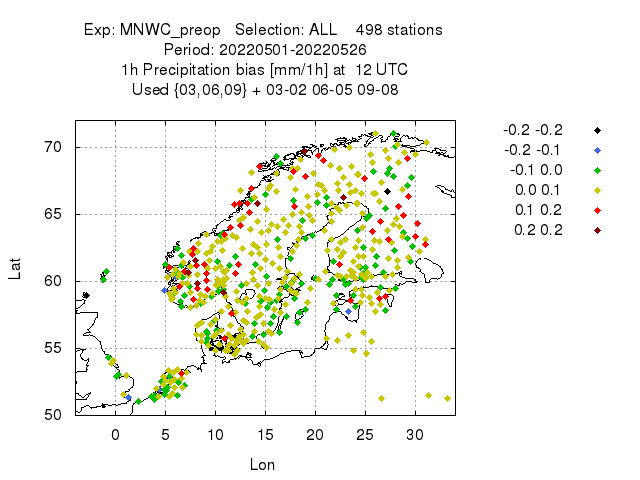 Exp: MNWC_preop   Selection: ALL    498 stations
Period: 20220501-20220526
1h Precipitation bias [mm/1h] at  12 UTC
Used {03,06,09} + 03-02 06-05 09-08
-0.2 -0.2
-0.2 -0.1
-0.1 0.0
0.0 0.1
0.1 0.2
0.2 0.2
70
65
60
55
50
Lat
0 5 10 15 20 25 30
Lon